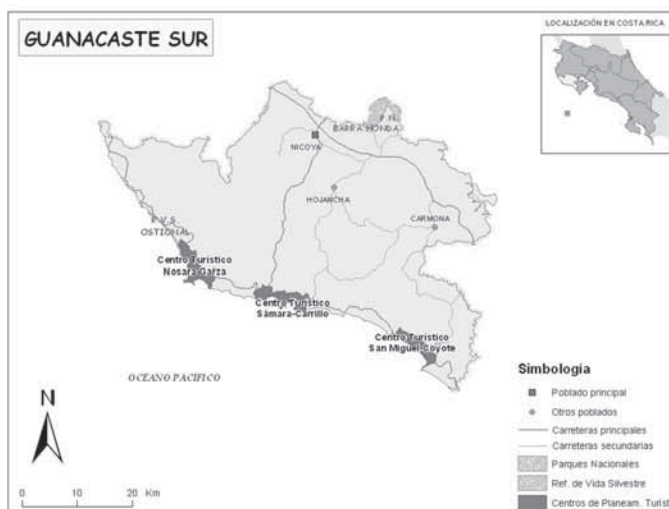 GUANACASTE SUR
LOCALIZACIÓN EN COSTA RICA
P. N.
BARRA HONDA
NICOYA
HOJANCHA
CARMONA
R.V.S.
OSTIONAL
Centro Turístico
Nosara-Garza
Centro Turístico
Sámara-Carrillo
Centro Turístico
San Miguel-Coyote
OCÉANO PACÍFICO
N
0 10 20 Km
Simbología
Poblado principal
Otros poblados
Carreteras principales
Carreteras secundarias
Parques Nacionales
Ref. de Vida Silvestre
Centros de Planeam. Turíst